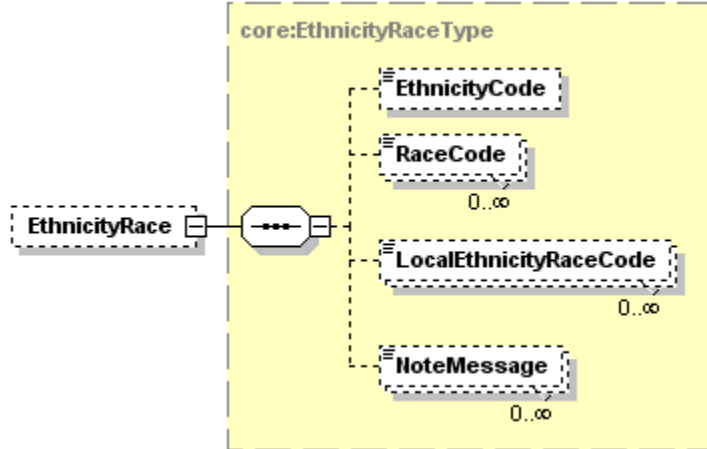 core:EthnicityRaceType
EthnicityCode
RaceCode
0..∞
EthnicityRace
LocalEthnicityRaceCode
0..∞
NoteMessage
0..∞